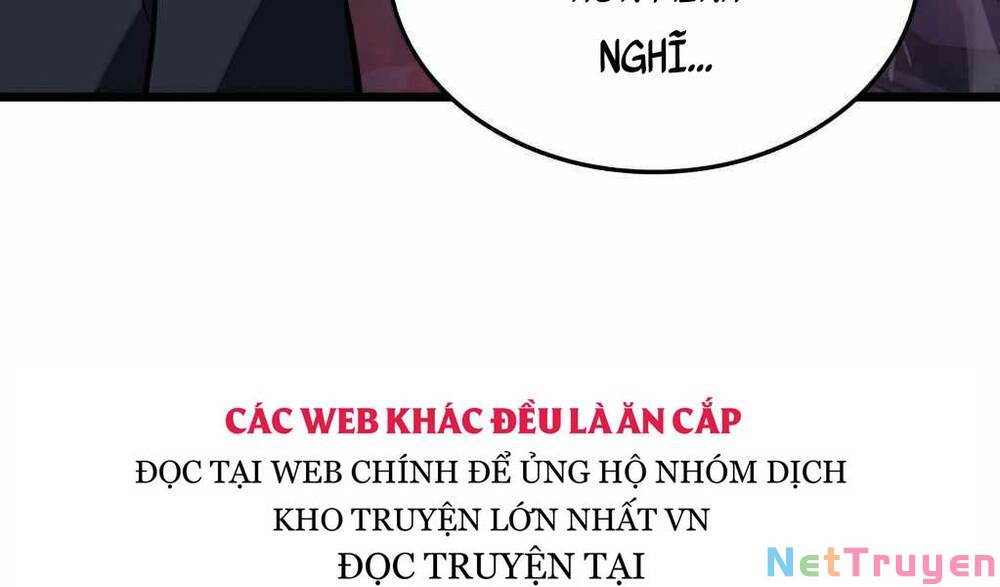 NGHĨ...
CÁC WEB KHÁC ĐỀU LÀ ĂN CẮP
ĐỌC TẠI WEB CHÍNH ĐỂ ỦNG HỘ NHÓM DỊCH
KHO TRUYỆN LỚN NHẤT VN
ĐỌC TRUYỆN TẠI
NetTruyen